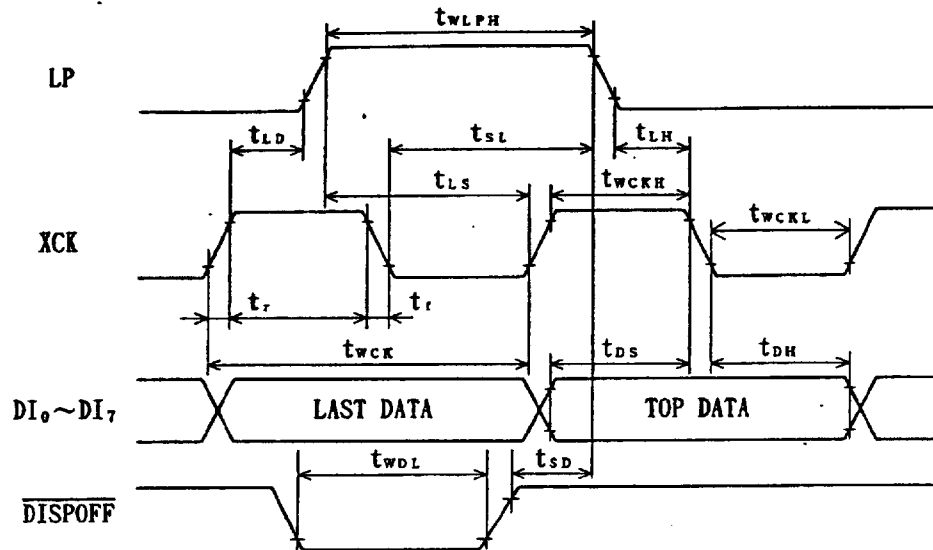 tWLPH
LP
tLD
tSL
tLH
tLS
tWCKH
XCK
tWCKL
tr
tf
tWCK
tDS
tDH
DI0~DI7
LAST DATA
TOP DATA
tWDL
tSD
DISPOFF